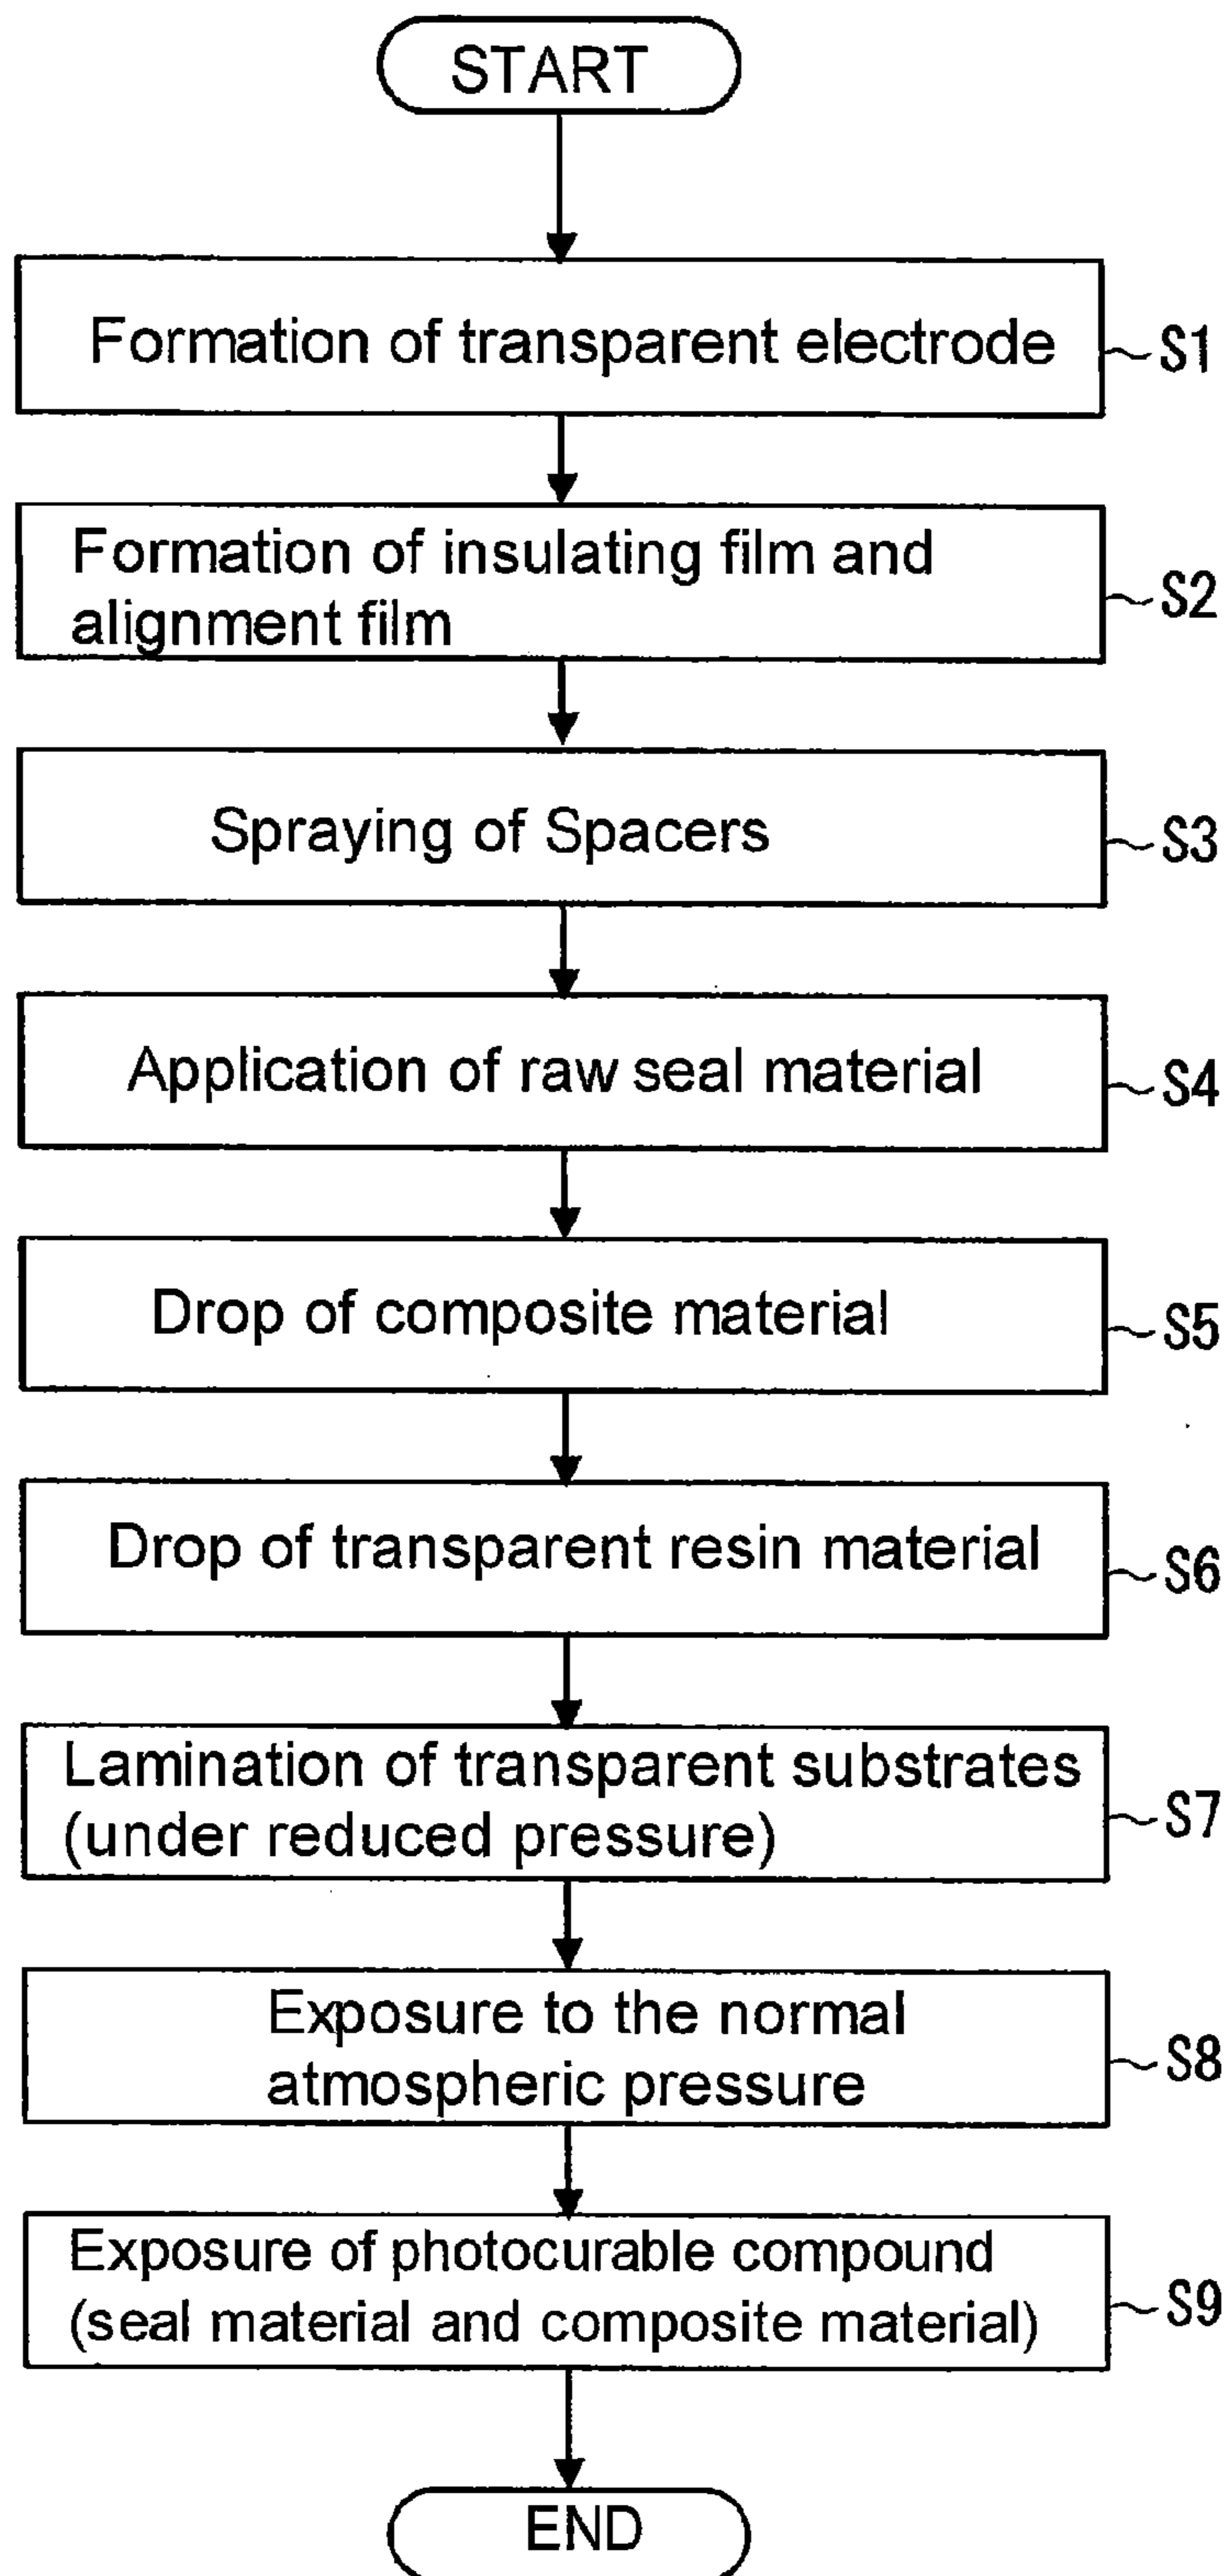 START
Formation of transparent electrode
S1
Formation of insulating film and
alignment film
S2
Spraying of Spacers
S3
Application of raw seal material
S4
Drop of composite material
S5
Drop of transparent resin material
S6
Lamination of transparent substrates
(under reduced pressure)
S7
Exposure to the normal
atmospheric pressure
S8
Exposure of photocurable compound
(seal material and composite material)
S9
END